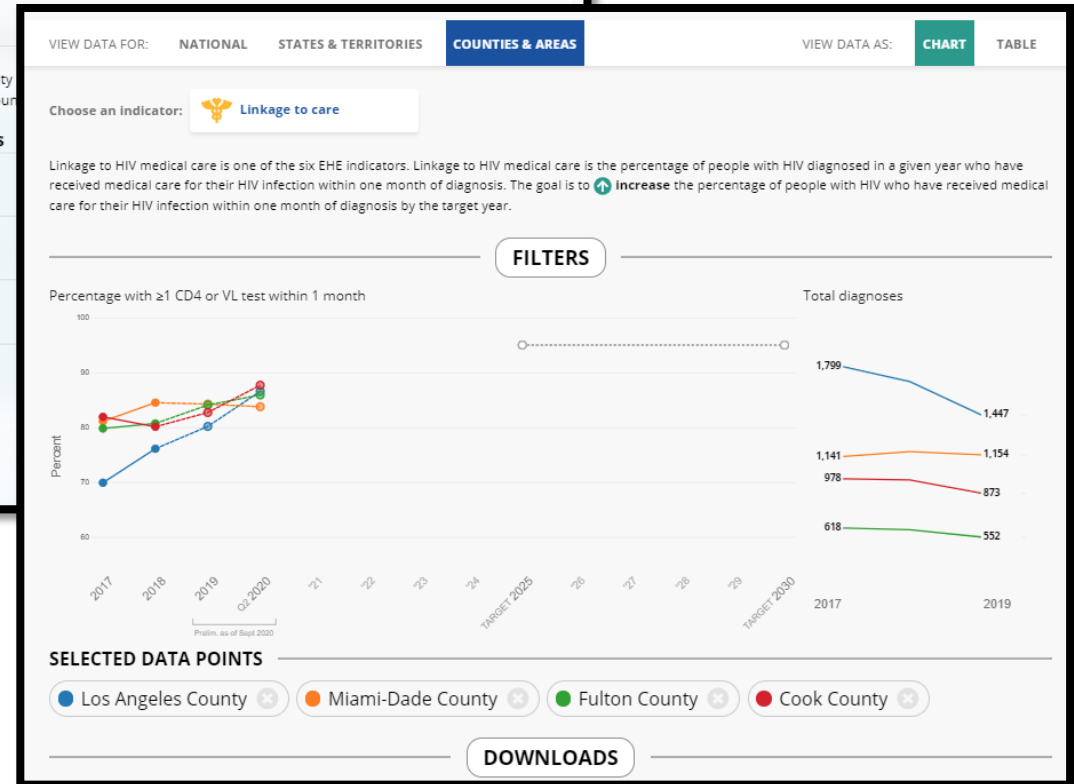 ty
oun
s
VIEW DATA FOR: NATIONAL STATES & TERRITORIES COUNTIES & AREAS VIEW DATA AS: CHART TABLE
Choose an indicator: Linkage to care
Linkage to HIV medical care is one of the six EHE indicators. Linkage to HIV medical care is the percentage of people with HIV diagnosed in a given year who have
received medical care for their HIV infection within one month of diagnosis. The goal is to increase the percentage of people with HIV who have received medical
care for their HIV infection within one month of diagnosis by the target year.
FILTERS
Percentage with ≥1 CD4 or VL test within 1 month
100
90
80
70
60
Percent
2017 2018 2019 Q2 2020 '21 '22 '23 '24 TARGET 2025 '26 '27 '28 '29 TARGET 2030
Prelim. as of Sept 2020
Total diagnoses
1,799 1,447
1,141 1,154
978 873
618 552
2017 2019
SELECTED DATA POINTS
Los Angeles County Miami-Dade County Fulton County Cook County
DOWNLOADS